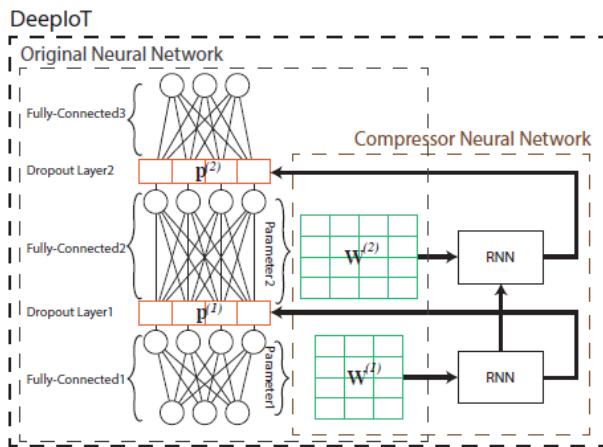 DeepIoT
Original Neural Network
Fully-Connected3
Compressor Neural Network
Dropout Layer2
p(2)
Fully-Connected2
Parameter2
W(2)
RNN
Dropout Layer1
p(1)
Fully-Connected1
Parameter1
W(1)
RNN